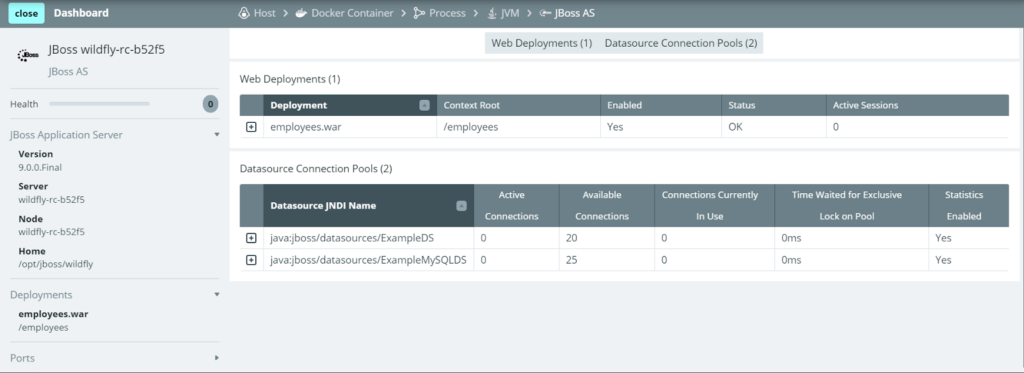 close Dashboard Host > Docker Container > Process > JVM > JBoss AS
JBoss
JBoss wildfly-rc-b52f5
JBoss AS
Health 0
JBoss Application Server
Version
9.0.0.Final
Server
wildfly-rc-b52f5
Node
wildfly-rc-b52f5
Home
/opt/jboss/wildfly
Deployments
employees.war
/employees
Ports
Web Deployments (1) Datasource Connection Pools (2)
Web Deployments (1)
Deployment Context Root Enabled Status Active Sessions
employees.war /employees Yes OK 0
Datasource Connection Pools (2)
Datasource JNDI Name Active Connections Available Connections Connections Currently In Use Time Waited for Exclusive Lock on Pool Statistics Enabled
java:jboss/datasources/ExampleDS 0 20 0 0ms Yes
java:jboss/datasources/ExampleMySQLDS 0 25 0 0ms Yes